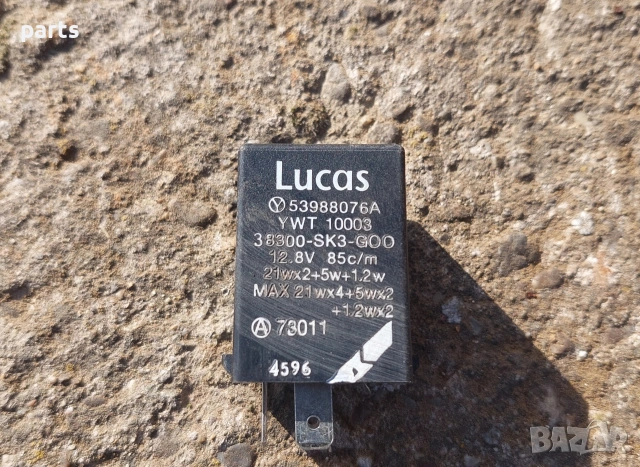 parts
Lucas
Ⓨ 53988076A
YWT 10003
38300-SK3-G00
12.8V 85c/m
21wx2+5w+1.2w
MAX 21wx4+5wx2
+1.2wx2
Ⓐ 73011
4596
BAZAR